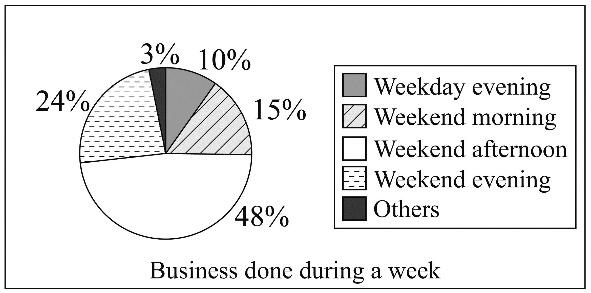 3%
10%
24%
15%
48%
Weekday evening
Weekend morning
Weekend afternoon
Weekend evening
Others
Business done during a week